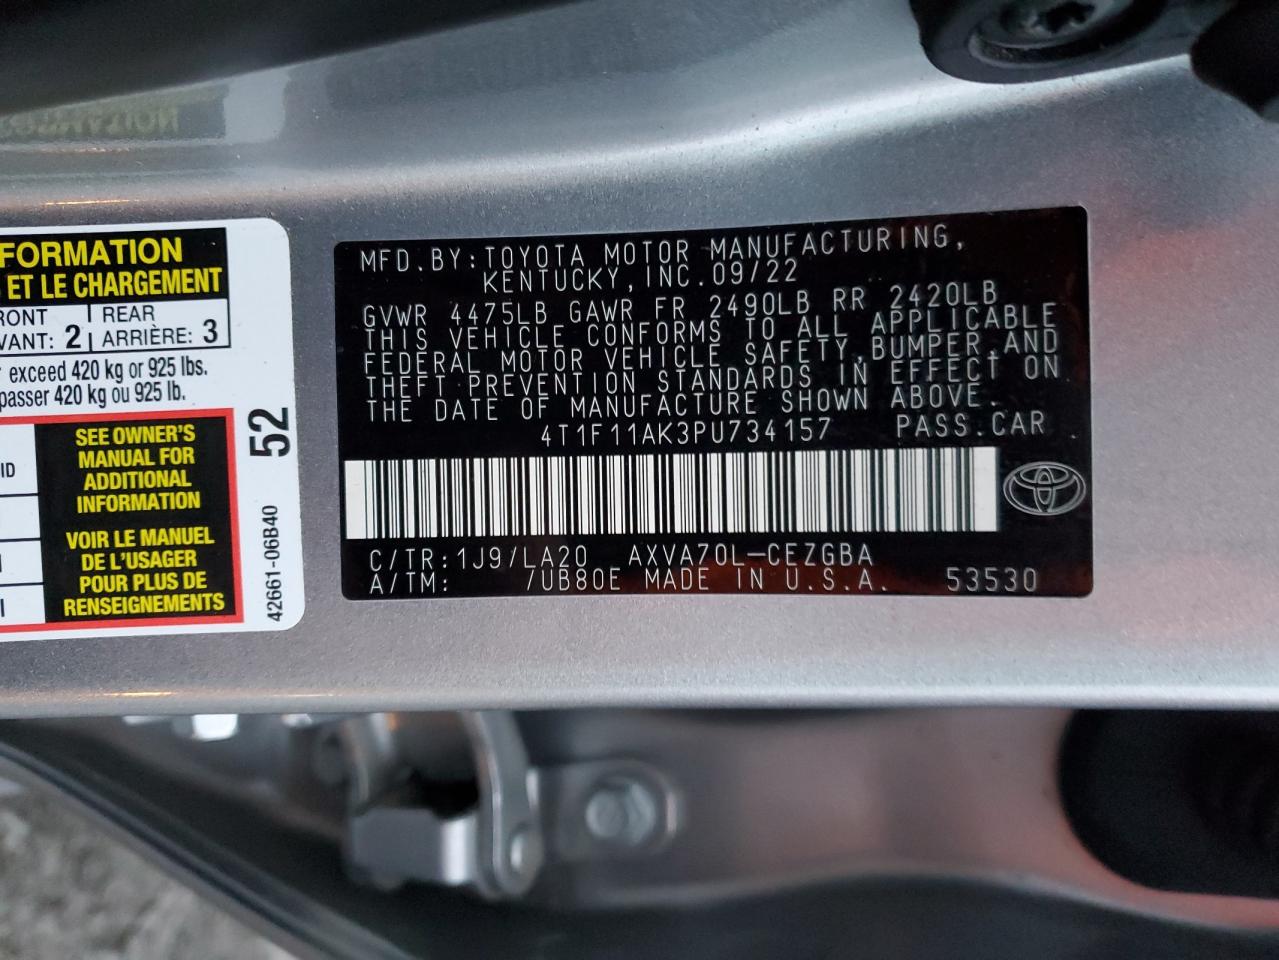 FORMATION
ET LE CHARGEMENT
RONT
VANT: 2
REAR
ARRIÈRE: 3
exceed 420 kg or 925 lbs.
passer 420 kg ou 925 lb.
ID
SEE OWNER'S
MANUAL FOR
ADDITIONAL
INFORMATION
VOIR LE MANUEL
DE L'USAGER
POUR PLUS DE
RENSEIGNEMENTS
52
42661-06B40
MFD.BY:TOYOTA MOTOR MANUFACTURING,
KENTUCKY,INC.09/22
GVWR 4475LB GAWR FR 2490LB RR 2420LB
THIS VEHICLE CONFORMS TO ALL APPLICABLE
FEDERAL MOTOR VEHICLE SAFETY,BUMPER,AND
THEFT PREVENTION STANDARDS IN EFFECT ON
THE DATE OF MANUFACTURE SHOWN ABOVE.
4T1F11AK3PU734157 PASS.CAR
C/TR:1J9/LA20 AXVA70L-CEZGBA
A/TM: /UB80E MADE IN U.S.A. 53530